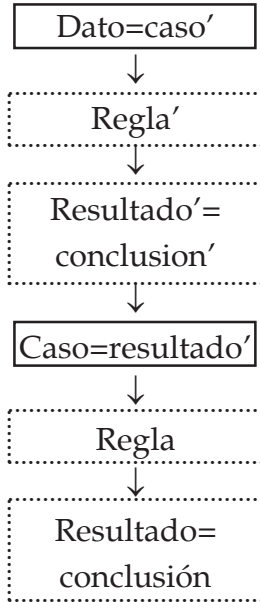 Dato=caso’
↓
Regla’
↓
Resultado’=
conclusion’
↓
Caso=resultado’
↓
Regla
↓
Resultado=
conclusión